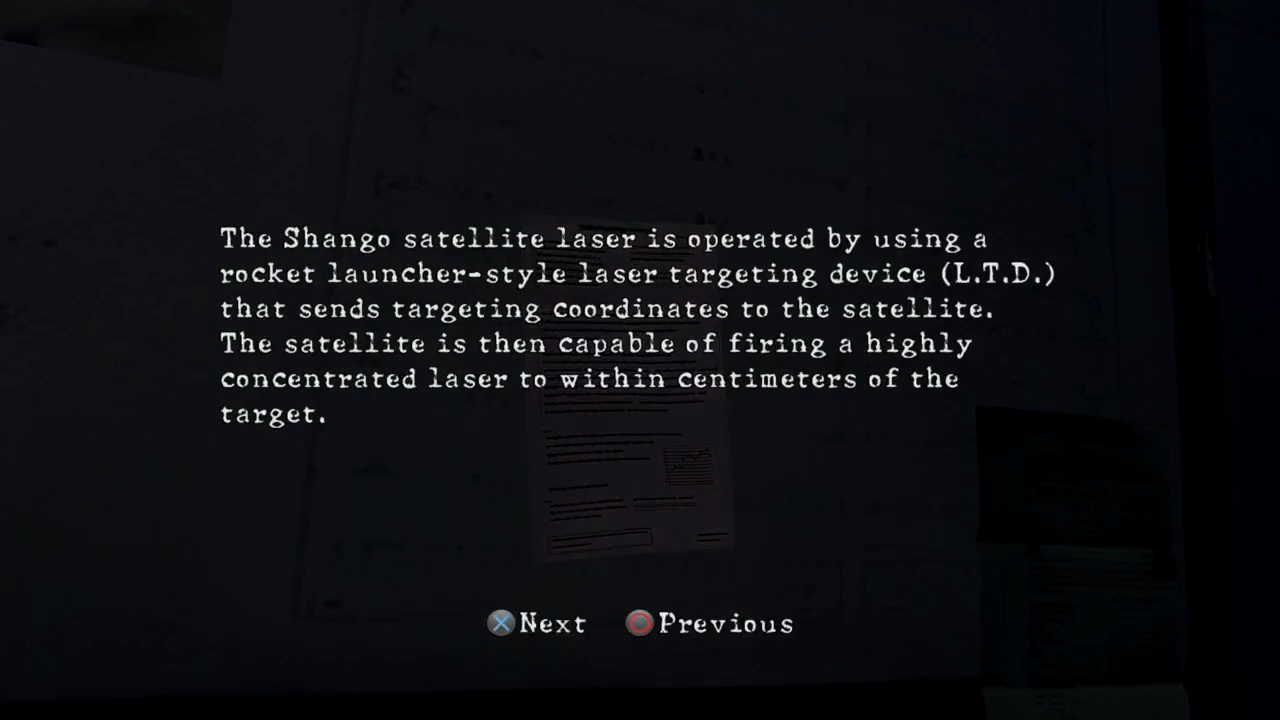 The Shango satellite laser is operated by using a
rocket launcher-style laser targeting device (L.T.D.)
that sends targeting coordinates to the satellite.
The satellite is then capable of firing a highly
concentrated laser to within centimeters of the
target.
Next Previous